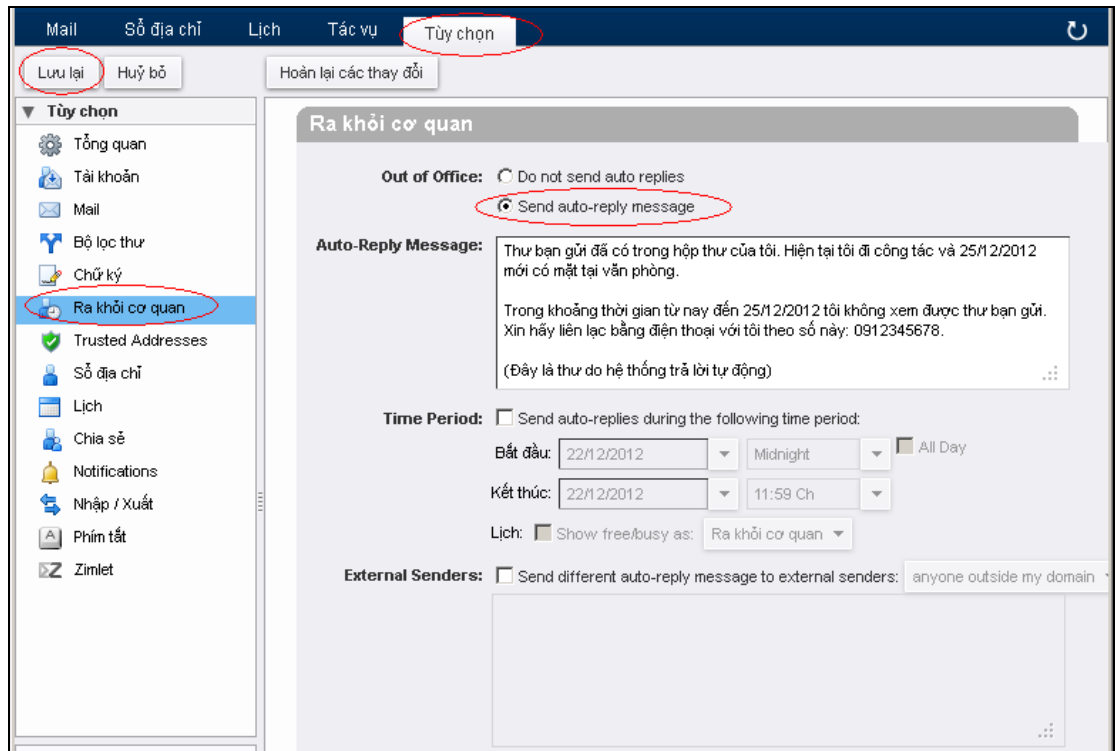 Mail Sổ địa chỉ Lịch Tác vụ Tùy chọn
Lưu lại Huỷ bỏ Hoàn lại các thay đổi
Tùy chọn
Tổng quan
Tài khoản
Mail
Bộ lọc thư
Chữ ký
Ra khỏi cơ quan
Trusted Addresses
Sổ địa chỉ
Lịch
Chia sẻ
Notifications
Nhập / Xuất
Phím tắt
Zimlet
Ra khỏi cơ quan
Out of Office: Do not send auto replies
Send auto-reply message
Auto-Reply Message: Thư bạn gửi đã có trong hộp thư của tôi. Hiện tại tôi đi công tác và 25/12/2012
mới có mặt tại văn phòng.
Trong khoảng thời gian từ nay đến 25/12/2012 tôi không xem được thư bạn gửi.
Xin hãy liên lạc bằng điện thoại với tôi theo số này: 0912345678.
(Đây là thư do hệ thống trả lời tự động)
Time Period: Send auto-replies during the following time period:
Bắt đầu: 22/12/2012 Midnight All Day
Kết thúc: 22/12/2012 11:59 Ch
Lịch: Show free/busy as: Ra khỏi cơ quan
External Senders: Send different auto-reply message to external senders: anyone outside my domain